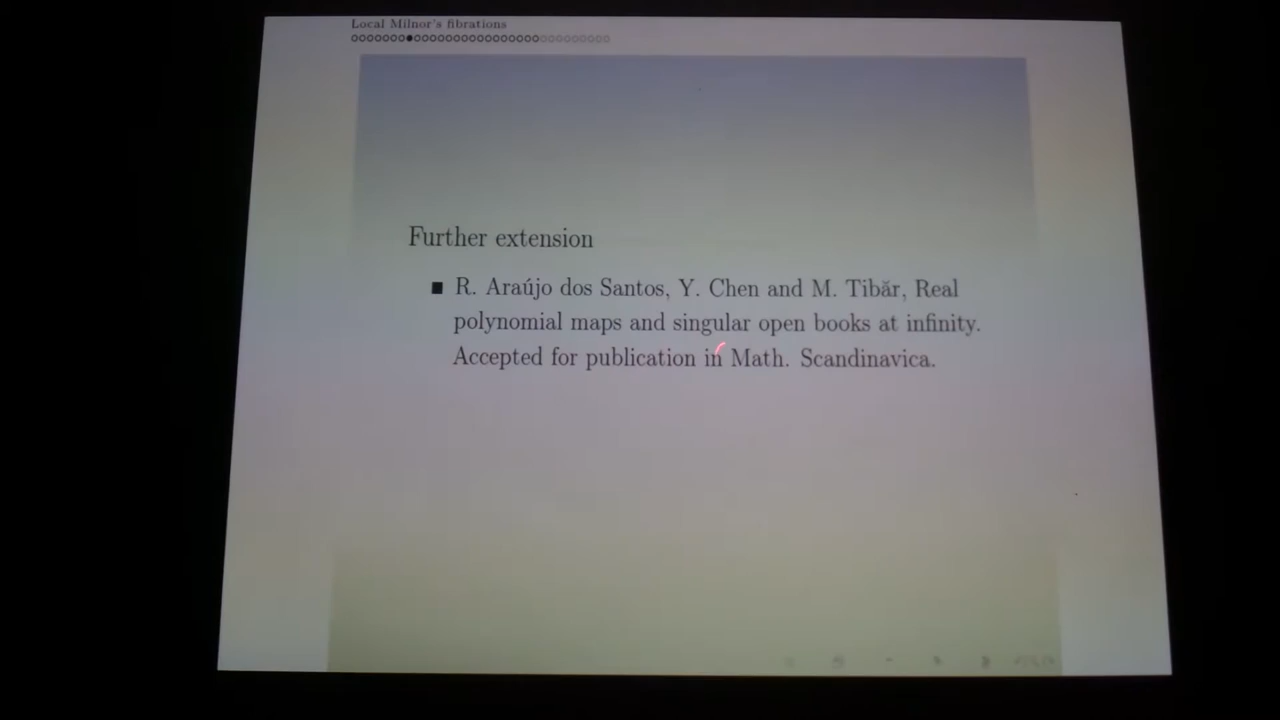 Local Milnor's fibrations
Further extension
R. Araújo dos Santos, Y. Chen and M. Tibăr, Real
polynomial maps and singular open books at infinity.
Accepted for publication in Math. Scandinavica.